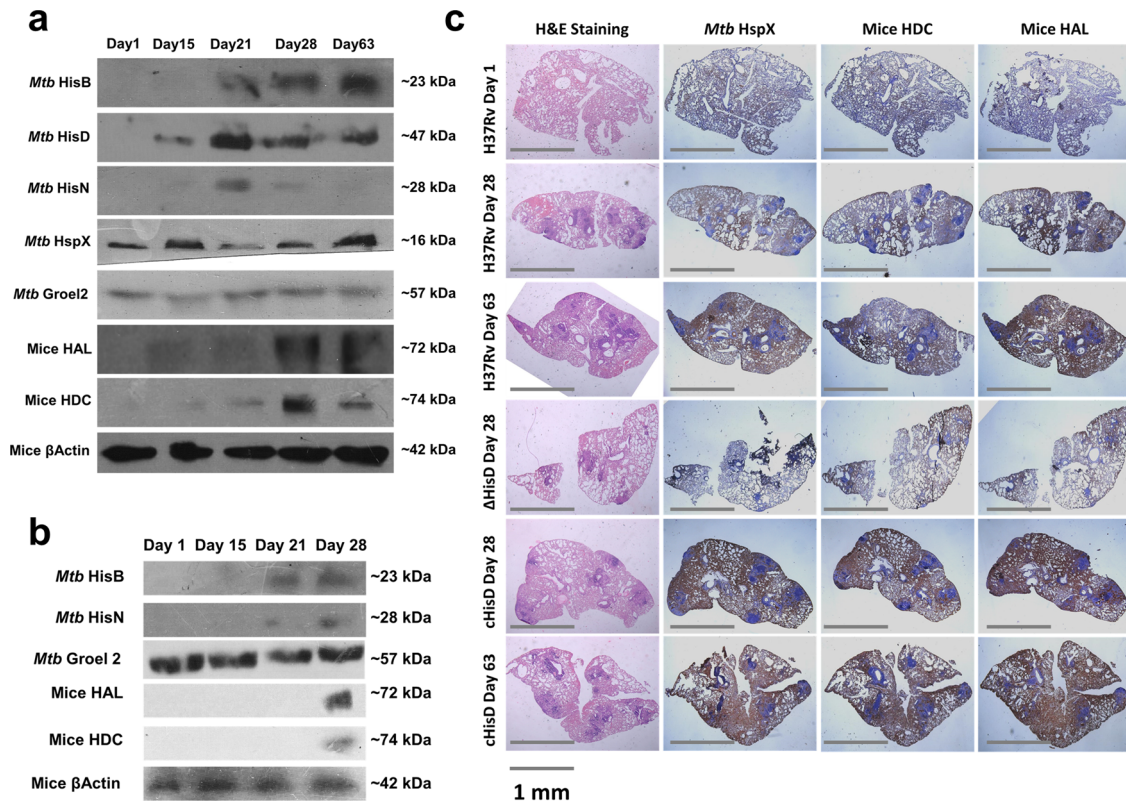 a
Day1 Day15 Day21 Day28 Day63
Mtb HisB ~23 kDa
Mtb HisD ~47 kDa
Mtb HisN ~28 kDa
Mtb HspX ~16 kDa
Mtb Groel2 ~57 kDa
Mice HAL ~72 kDa
Mice HDC ~74 kDa
Mice βActin ~42 kDa
b
Day 1 Day 15 Day 21 Day 28
Mtb HisB ~23 kDa
Mtb HisN ~28 kDa
Mtb Groel 2 ~57 kDa
Mice HAL ~72 kDa
Mice HDC ~74 kDa
Mice βActin ~42 kDa
c
H&E Staining Mtb HspX Mice HDC Mice HAL
H37Rv Day 1
H37Rv Day 28
H37Rv Day 63
ΔHisD Day 28
cHisD Day 28
cHisD Day 63
1 mm